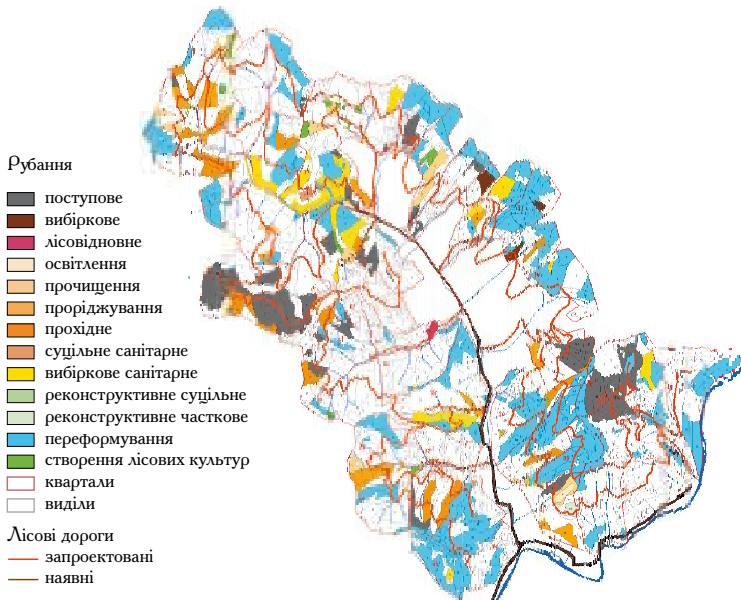 Рубання
поступове
вибіркове
лісовідновне
освітлення
прочищення
проріджування
прохідне
суцільне санітарне
вибіркове санітарне
реконструктивне суцільне
реконструктивне часткове
переформування
створення лісових культур
квартали
виділи
Лісові дороги
запроектовані
наявні